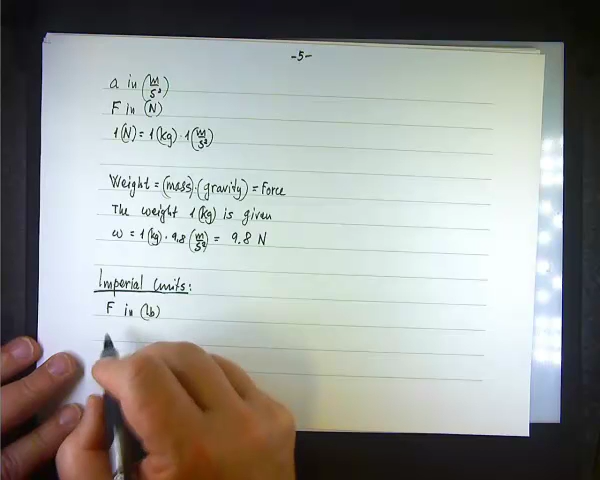 -5-
a in (m/s²)
F in (N)
1(N) = 1(kg) · 1(m/s²)
Weight = (mass)·(gravity) = Force
The weight 1(kg) is given
w = 1(kg) · 9.8 (m/s²) = 9.8 N
Imperial Units:
F in (lb)